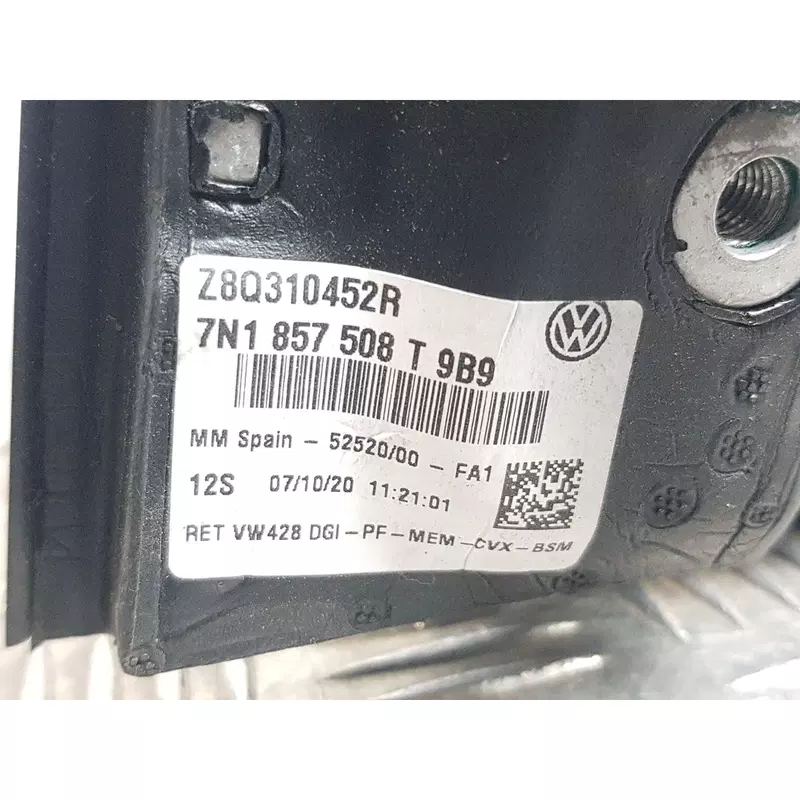 Z8Q310452R
7N1 857 508 T 9B9
MM Spain - 52520/00 - FA1
12S 07/10/20 11:21:01
RET VW428 DGI-PF-MEM-CVX-BSM